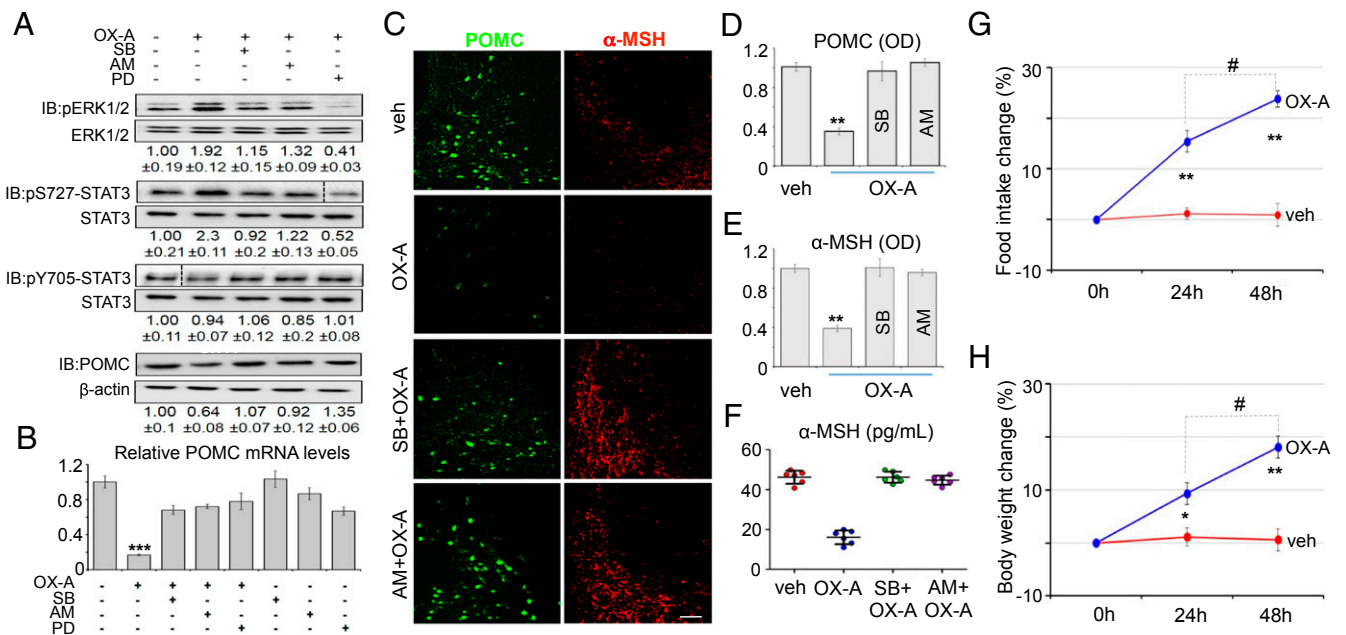 A
OX-A - + + + +
SB - - + - -
AM - - - + -
PD - - - - +
IB:pERK1/2
ERK1/2
1.00 1.92 1.15 1.32 0.41
±0.19 ±0.12 ±0.15 ±0.09 ±0.03
IB:pS727-STAT3
STAT3
1.00 2.3 0.92 1.22 0.52
±0.21 ±0.11 ±0.2 ±0.13 ±0.05
IB:pY705-STAT3
STAT3
1.00 0.94 1.06 0.85 1.01
±0.11 ±0.07 ±0.12 ±0.2 ±0.08
IB:POMC
β-actin
1.00 0.64 1.07 0.92 1.35
±0.1 ±0.08 ±0.07 ±0.12 ±0.06
B
Relative POMC mRNA levels
1.2
0.8
0.4
0
***
OX-A - + + + + - - -
SB - - + - - + - -
AM - - - + - - + -
PD - - - - + - - +
C
POMC α-MSH
veh
OX-A
SB+OX-A
AM+OX-A
D
POMC (OD)
1.2
0.8
0.4
0
**
SB
AM
veh OX-A
E
α-MSH (OD)
1.2
0.8
0.4
0
**
SB
AM
veh OX-A
F
α-MSH (pg/mL)
60
40
20
0
veh OX-A SB+ AM+
OX-A OX-A
G
Food intake change (%)
30
10
-10
#
OX-A
**
**
veh
0h 24h 48h
H
Body weight change (%)
30
10
-10
#
OX-A
**
*
veh
0h 24h 48h